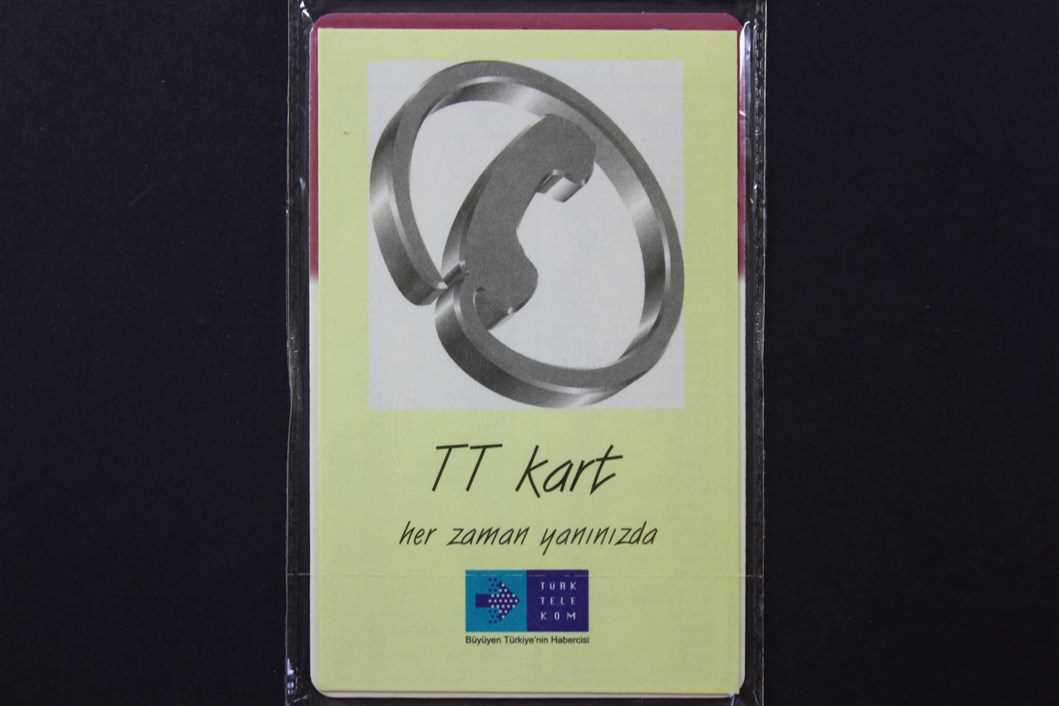 TT kart
her zaman yanınızda
TÜRK
TELE
KOM
Büyüyen Türkiye'nin Habercisi